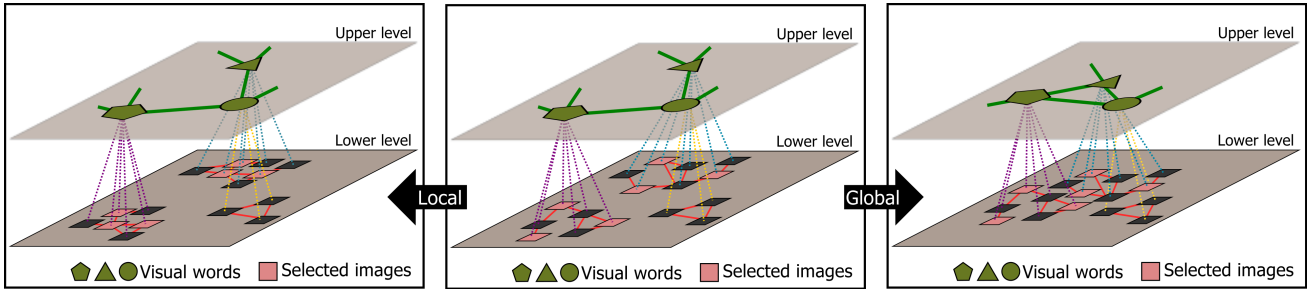 Upper level
Lower level
Visual words
Selected images
Local
Upper level
Lower level
Visual words
Selected images
Global
Upper level
Lower level
Visual words
Selected images